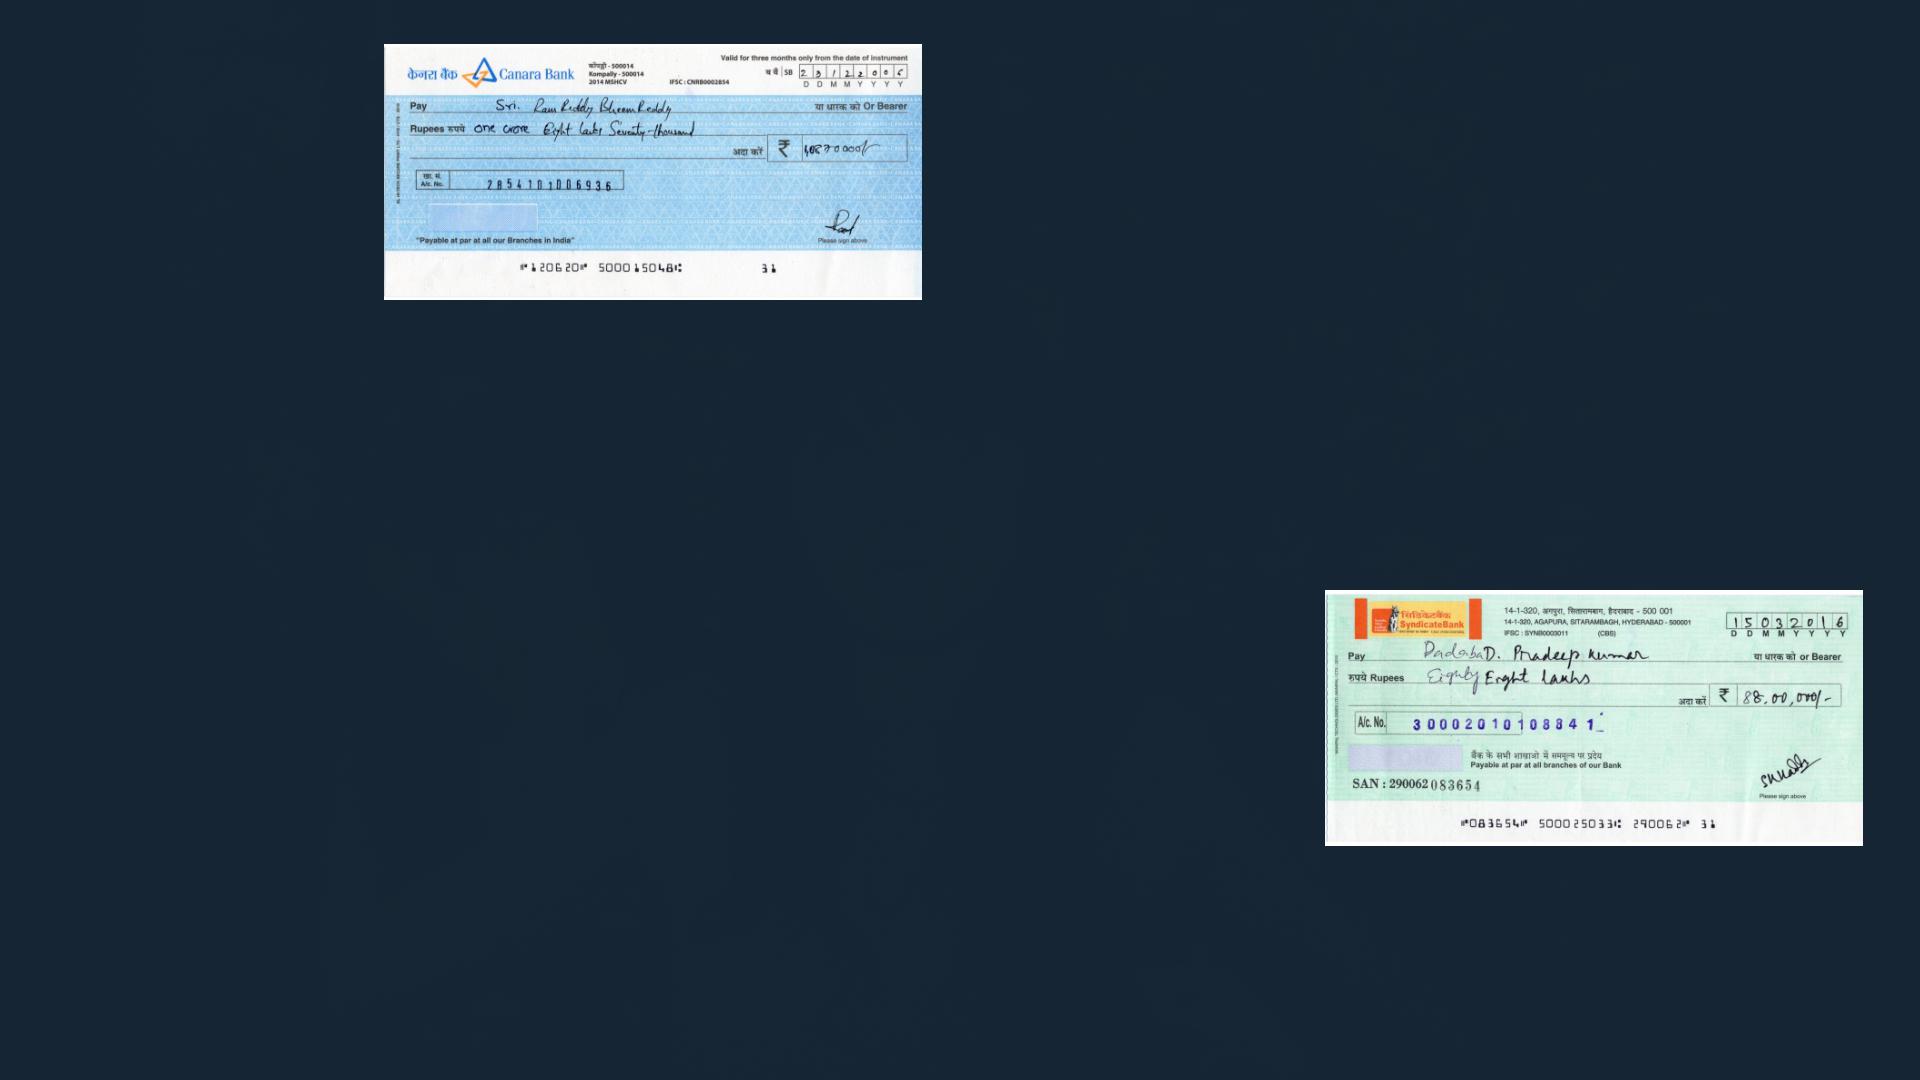 Valid for three months only from the date of instrument
केनरा बैंक Canara Bank
कोंपल्ली - 500014
Kompally - 500014
2014 MSHCV IFSC : CNRB0002854
ब खै SB 2 3 1 2 2 0 0 6
D D M M Y Y Y Y
Pay Sri. Ram Reddy Bheem Reddy या धारक को Or Bearer
Rupees रुपये One crore Eight lacks Seventy-thousand
अदा करें ₹ 10870000/-
खा. सं.
A/c. No. 2854101006936
"Payable at par at all our Branches in India"
Please sign above
⑈120620⑈ 500015048⑆ 31
सिंडिकेटबैंक
SyndicateBank
14-1-320, अगपुरा, सितारामबाग, हैदराबाद - 500 001
14-1-320, AGAPURA, SITARAMBAGH, HYDERABAD - 500001
IFSC : SYNB0003011 (CBS)
1 5 0 3 2 0 1 6
D D M M Y Y Y Y
Pay DadabaD. Pradeep Kumar या धारक को or Bearer
रुपये Rupees Eighty Eight lakhs
अदा करें ₹ 88,00,000/-
A/c. No. 30002010108841
बैंक के सभी शाखाओं में सममूल्य पर प्रदेय
Payable at par at all branches of our Bank
SAN : 290062 083654
Please sign above
⑈083654⑈ 500025033⑆ 290062⑈ 31